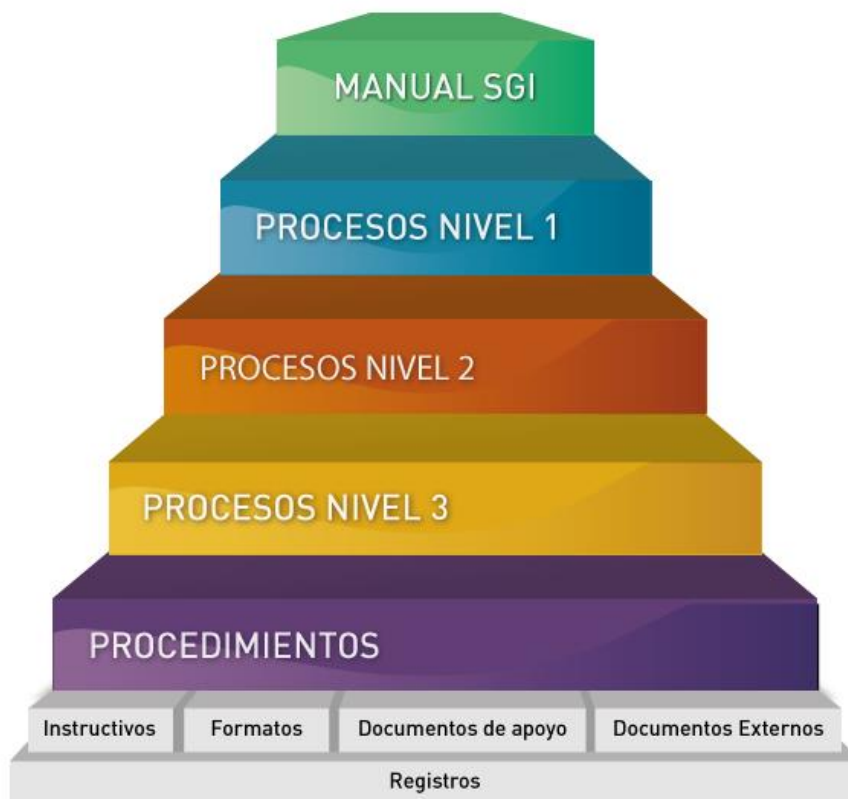 MANUAL SGI
PROCESOS NIVEL 1
PROCESOS NIVEL 2
PROCESOS NIVEL 3
PROCEDIMIENTOS
Instructivos
Formatos
Documentos de apoyo
Documentos Externos
Registros